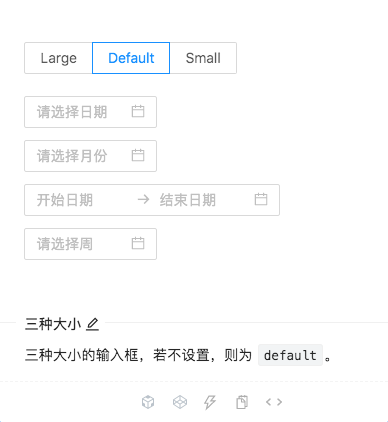 Large Default Small
请选择日期
请选择月份
开始日期 → 结束日期
请选择周
三种大小
三种大小的输入框，若不设置，则为 default。